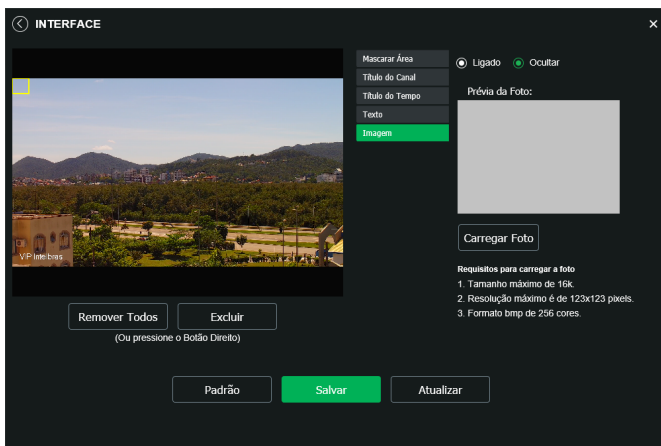 INTERFACE
Mascarar Área
Título do Canal
Título do Tempo
Texto
Imagem
Ligado
Ocultar
Prévia da Foto:
VIP Intelbras
Carregar Foto
Requisitos para carregar a foto
1. Tamanho máximo de 16k.
2. Resolução máximo é de 123x123 pixels.
3. Formato bmp de 256 cores.
Remover Todos
Excluir
(Ou pressione o Botão Direito)
Padrão
Salvar
Atualizar